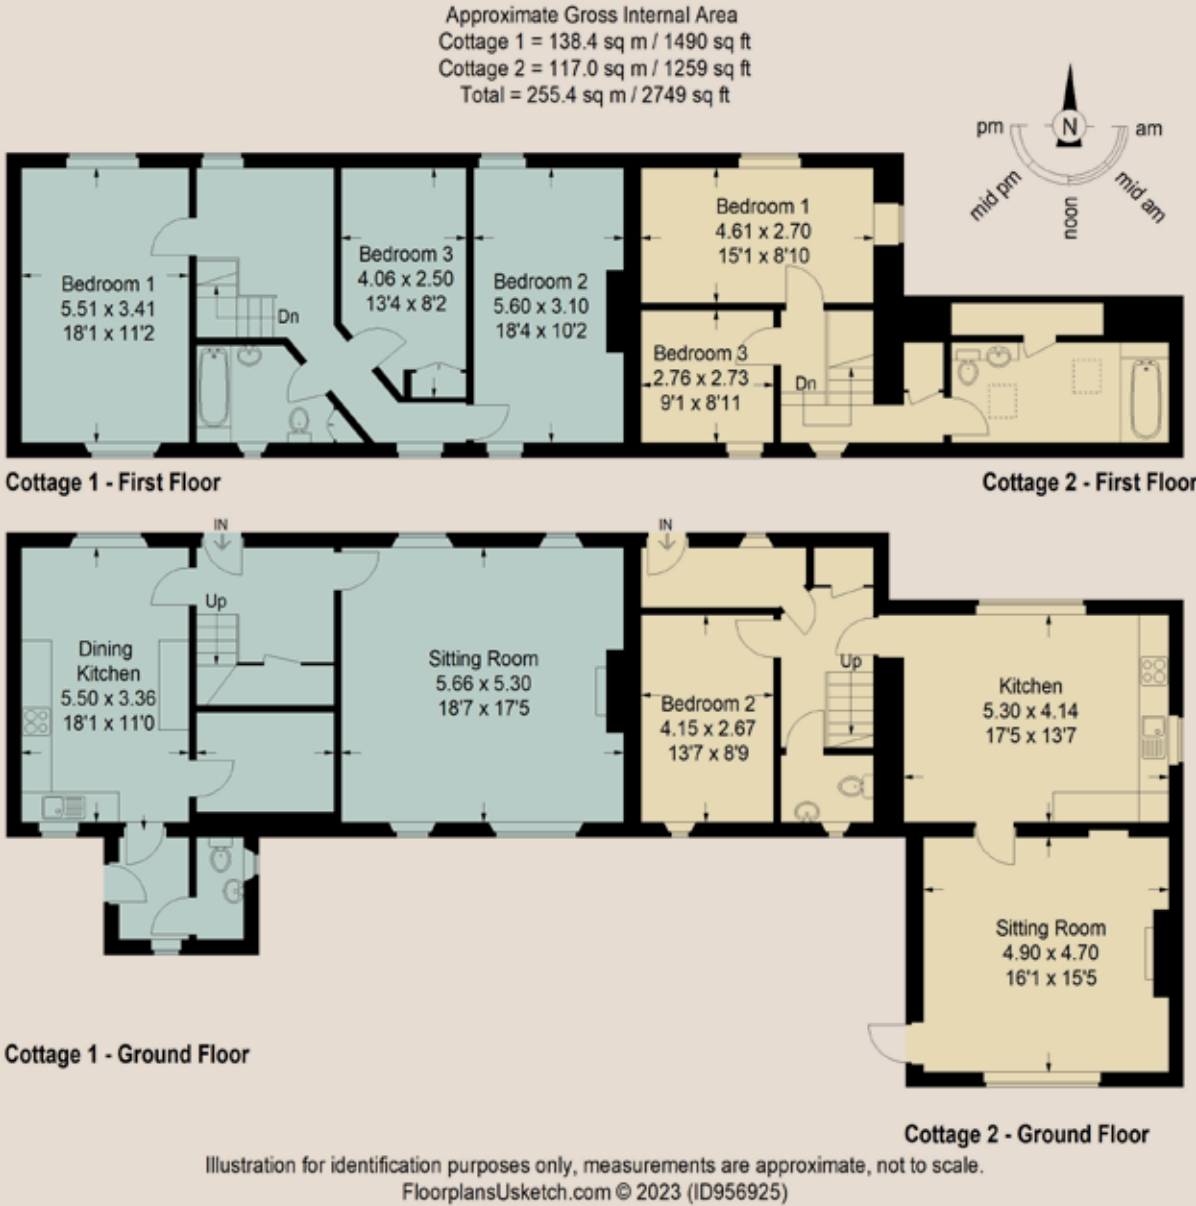 Approximate Gross Internal Area
Cottage 1 = 138.4 sq m / 1490 sq ft
Cottage 2 = 117.0 sq m / 1259 sq ft
Total = 255.4 sq m / 2749 sq ft
N
pm
am
mid pm
noon
mid am
Bedroom 1
5.51 x 3.41
18'1 x 11'2
Dn
Bedroom 3
4.06 x 2.50
13'4 x 8'2
Bedroom 2
5.60 x 3.10
18'4 x 10'2
Bedroom 1
4.61 x 2.70
15'1 x 8'10
Bedroom 3
2.76 x 2.73
9'1 x 8'11
Dn
Cottage 1 - First Floor
Cottage 2 - First Floor
IN
IN
Dining
Kitchen
5.50 x 3.36
18'1 x 11'0
Up
Sitting Room
5.66 x 5.30
18'7 x 17'5
Bedroom 2
4.15 x 2.67
13'7 x 8'9
Up
Kitchen
5.30 x 4.14
17'5 x 13'7
Sitting Room
4.90 x 4.70
16'1 x 15'5
Cottage 1 - Ground Floor
Cottage 2 - Ground Floor
Illustration for identification purposes only, measurements are approximate, not to scale.
FloorplansUsketch.com © 2023 (ID956925)